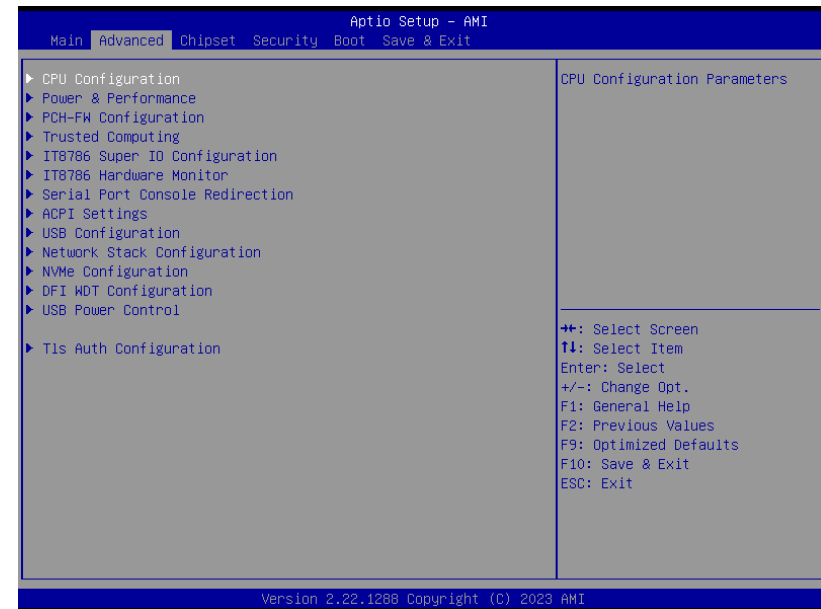 Aptio Setup – AMI
Main Advanced Chipset Security Boot Save & Exit
▶ CPU Configuration
▶ Power & Performance
▶ PCH-FW Configuration
▶ Trusted Computing
▶ IT8786 Super IO Configuration
▶ IT8786 Hardware Monitor
▶ Serial Port Console Redirection
▶ ACPI Settings
▶ USB Configuration
▶ Network Stack Configuration
▶ NVMe Configuration
▶ DFI WDT Configuration
▶ USB Power Control
▶ Tls Auth Configuration
CPU Configuration Parameters
→←: Select Screen
↑↓: Select Item
Enter: Select
+/-: Change Opt.
F1: General Help
F2: Previous Values
F9: Optimized Defaults
F10: Save & Exit
ESC: Exit
Version 2.22.1288 Copyright (C) 2023 AMI